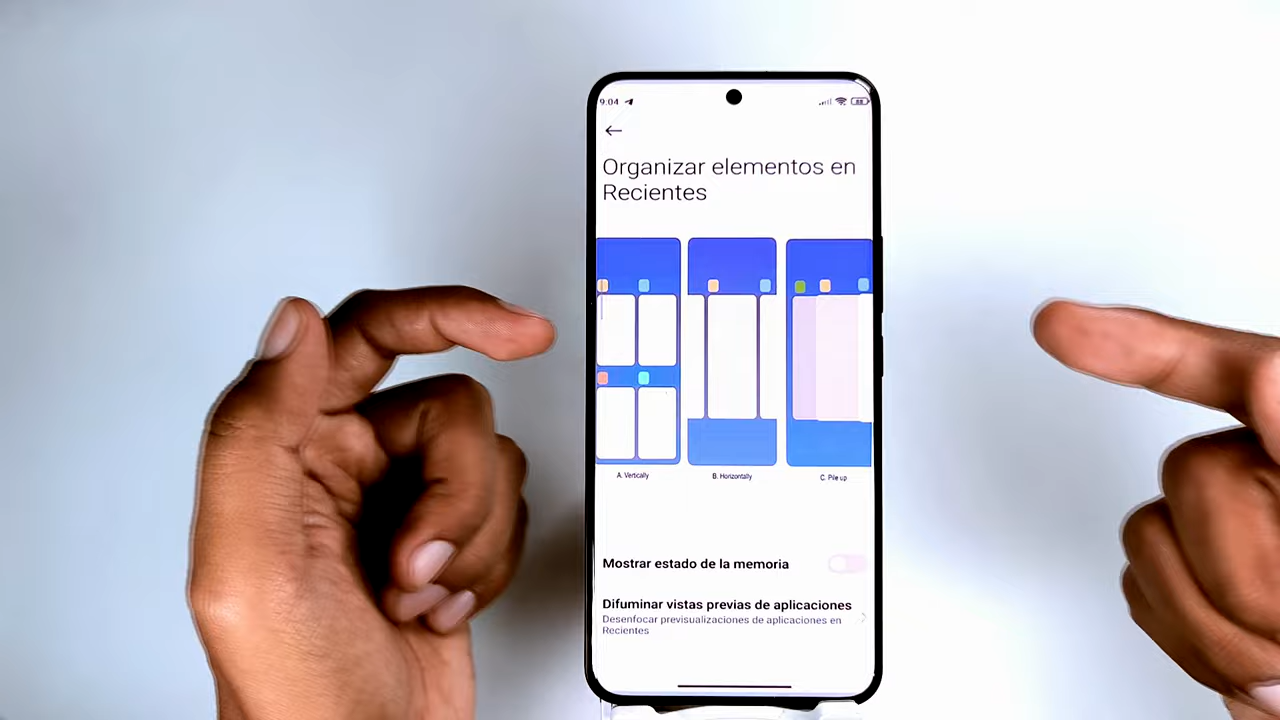 9:04
Organizar elementos en
Recientes
A. Vertically
B. Horizontally
C. Pile up
Mostrar estado de la memoria
Difuminar vistas previas de aplicaciones
Desenfocar previsualizaciones de aplicaciones en
Recientes